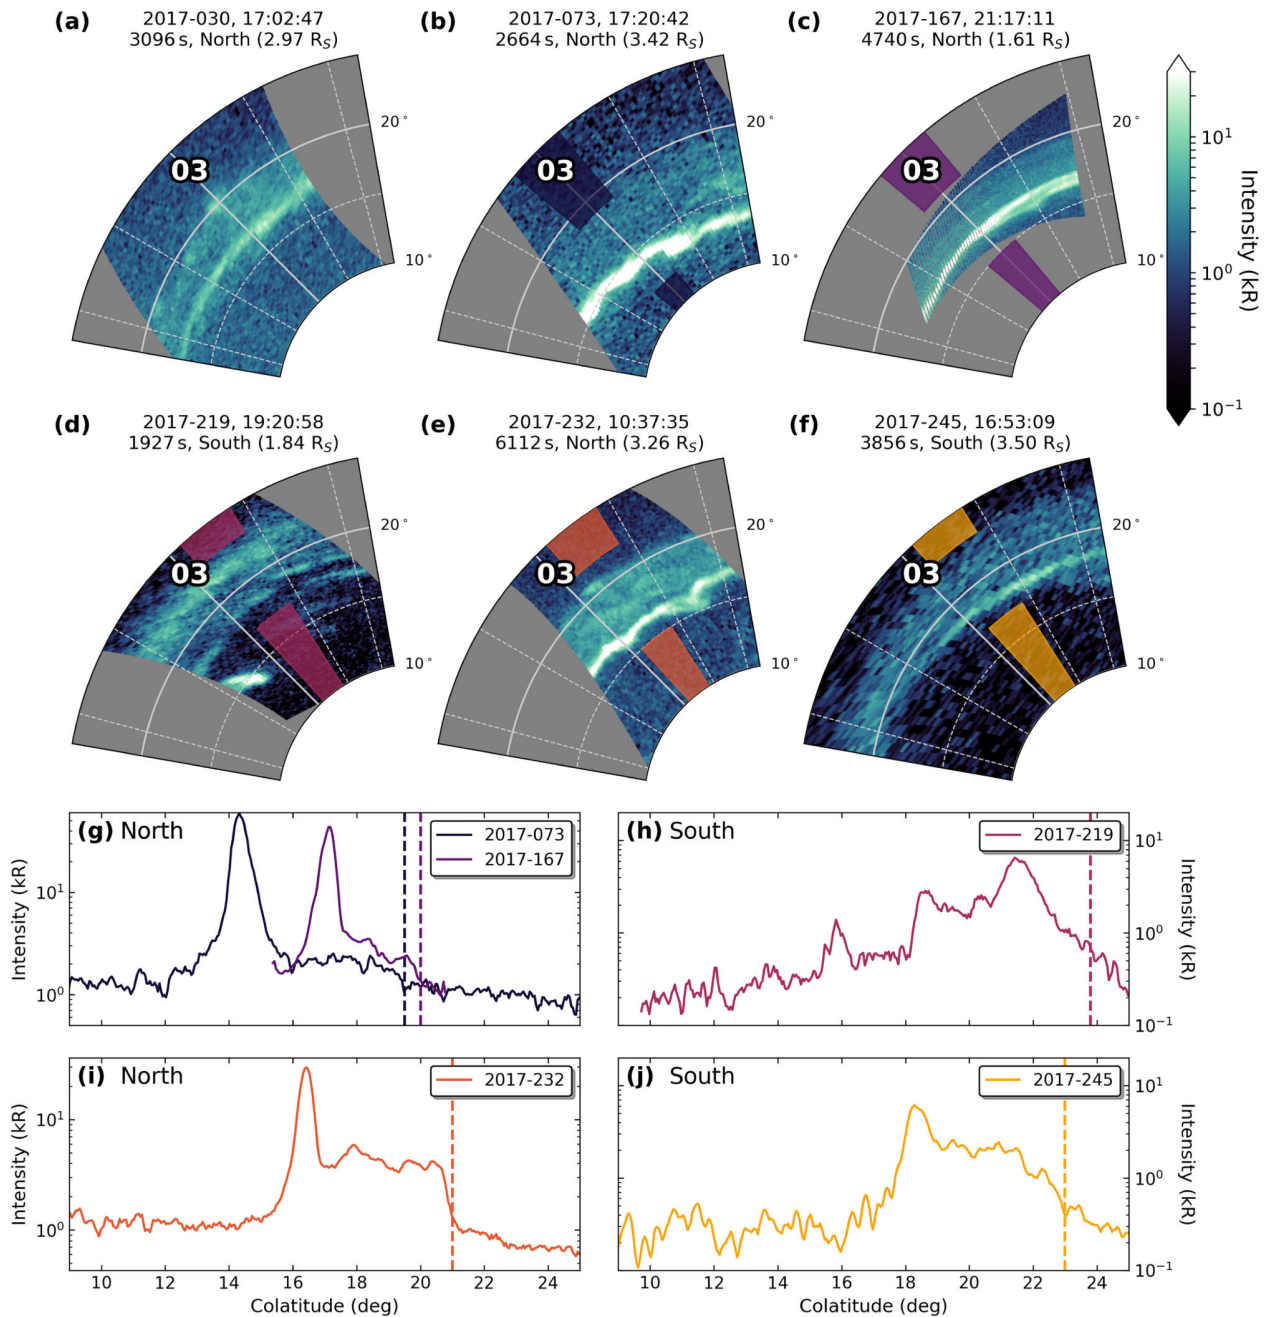 (a) 2017-030, 17:02:47
3096 s, North (2.97 R_S)
20°
03
10°
(b) 2017-073, 17:20:42
2664 s, North (3.42 R_S)
20°
03
10°
(c) 2017-167, 21:17:11
4740 s, North (1.61 R_S)
20°
03
10°
10^1
10^0
10^-1
Intensity (kR)
(d) 2017-219, 19:20:58
1927 s, South (1.84 R_S)
20°
03
10°
(e) 2017-232, 10:37:35
6112 s, North (3.26 R_S)
20°
03
10°
(f) 2017-245, 16:53:09
3856 s, South (3.50 R_S)
20°
03
10°
(g) North
2017-073
2017-167
Intensity (kR)
10^1
10^0
(h) South
2017-219
10^1
10^0
10^-1
Intensity (kR)
(i) North
2017-232
Intensity (kR)
10^1
10^0
10 12 14 16 18 20 22 24
Colatitude (deg)
(j) South
2017-245
10^1
10^0
10^-1
Intensity (kR)
10 12 14 16 18 20 22 24
Colatitude (deg)